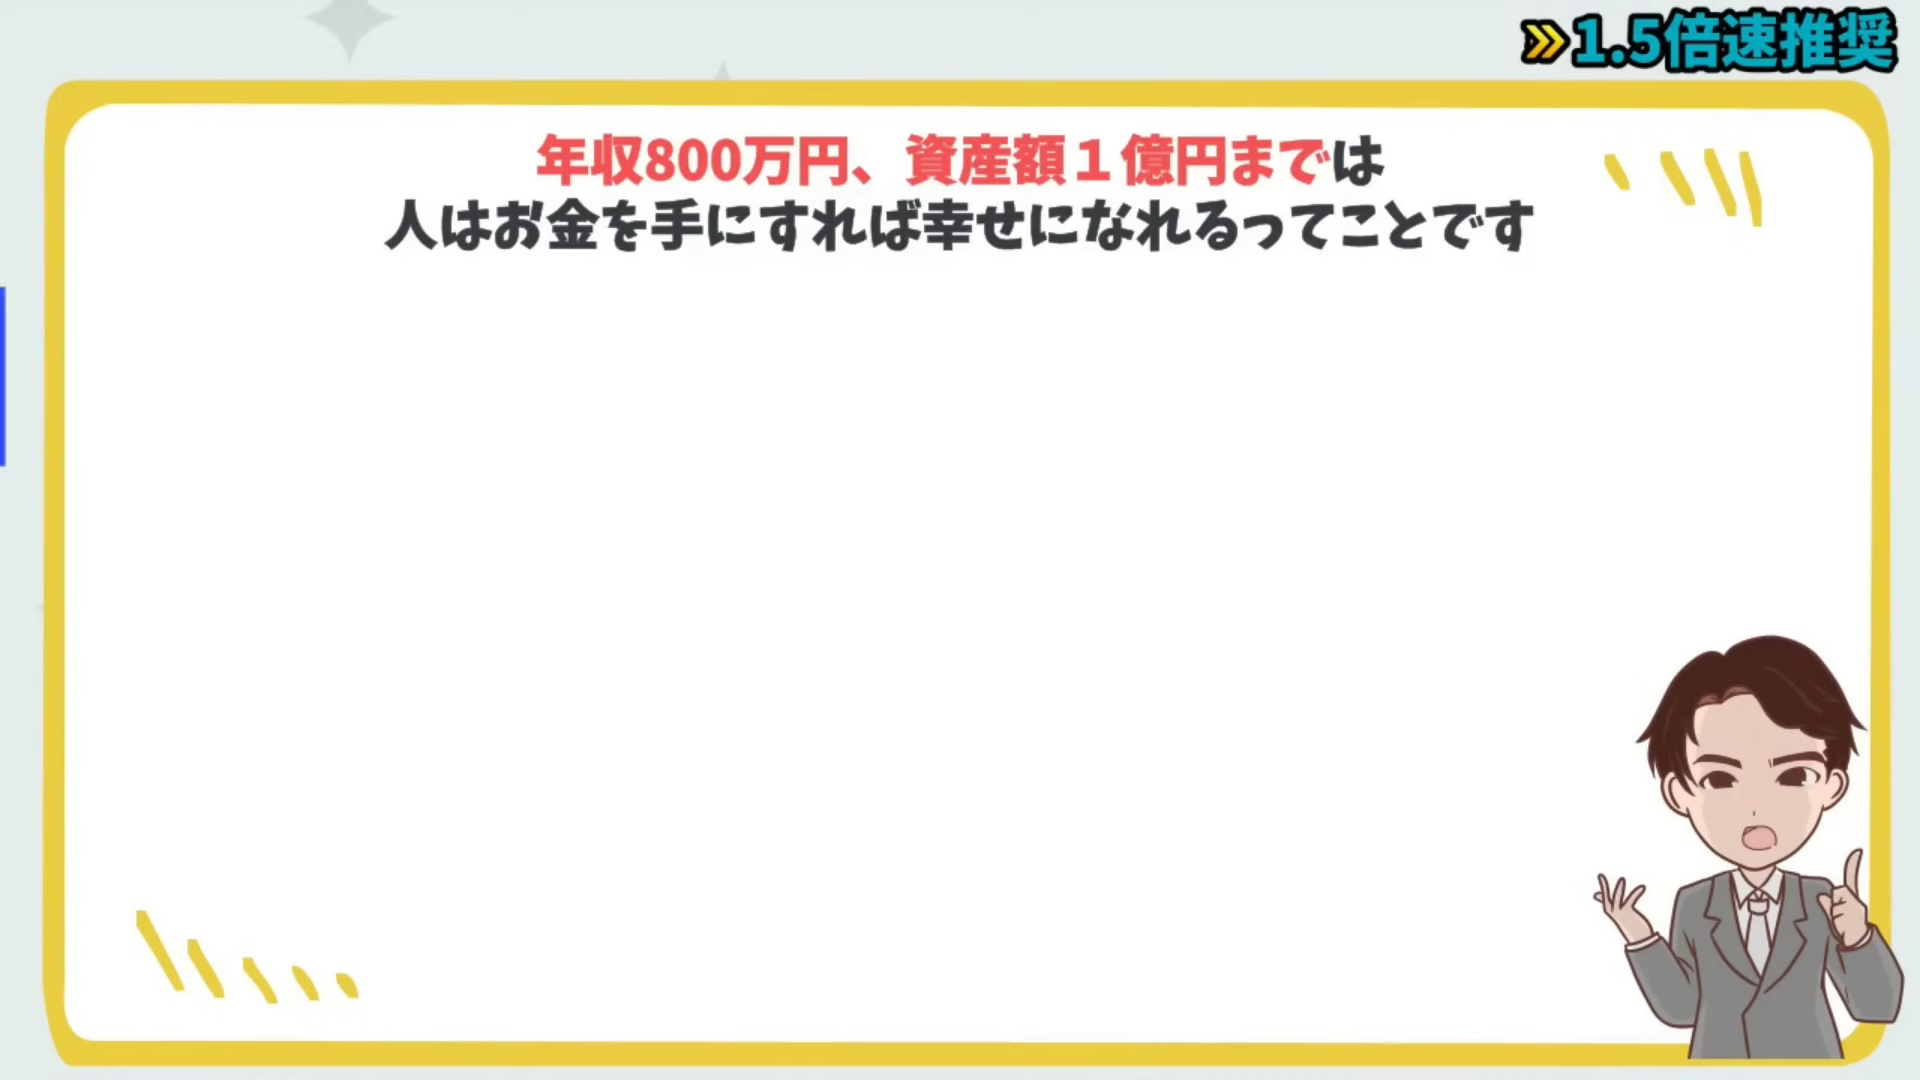 1.5倍速推奨
年収800万円、資産額１億円までは
人はお金を手にすれば幸せになれるってことです